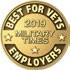 BEST FOR VETS
2019
MILITARY TIMES
EMPLOYERS